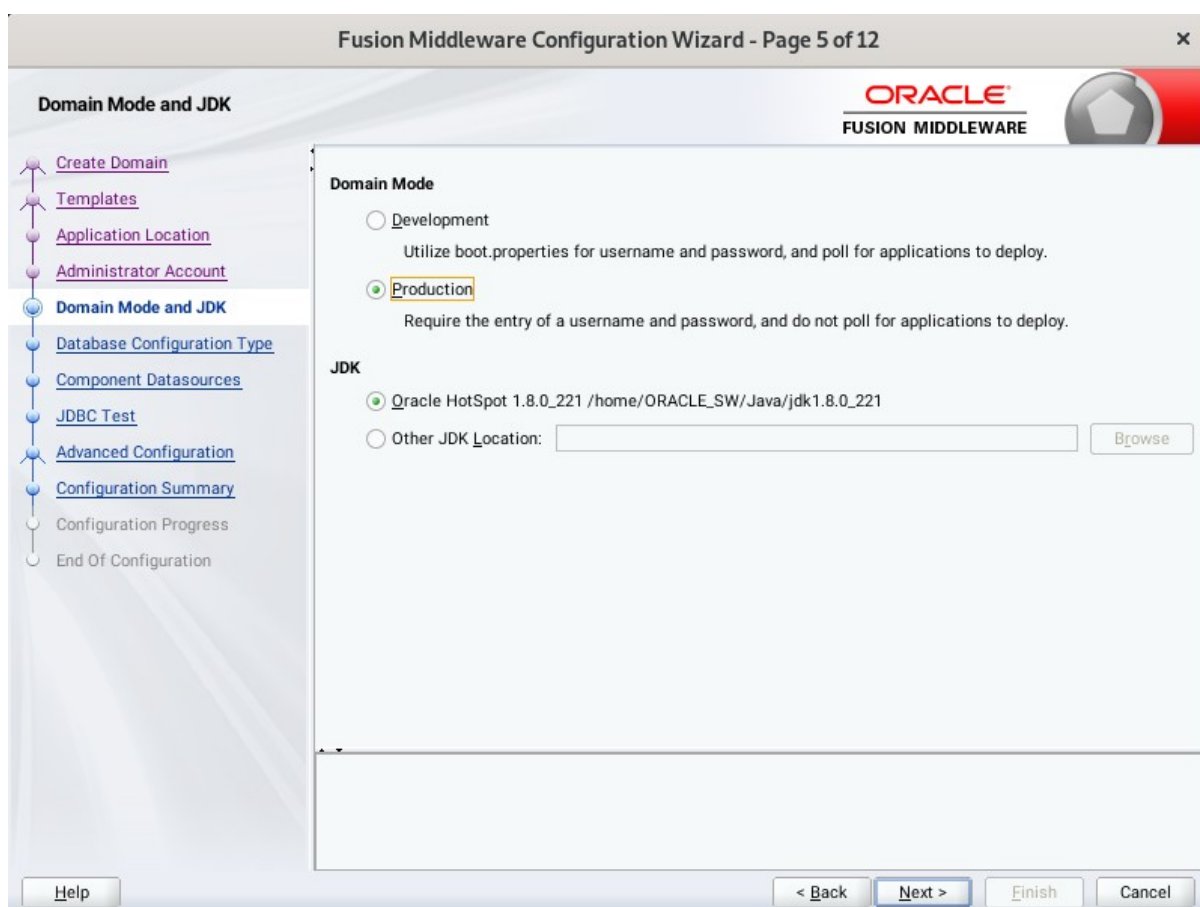 Fusion Middleware Configuration Wizard - Page 5 of 12
Domain Mode and JDK
ORACLE
FUSION MIDDLEWARE
Create Domain
Templates
Application Location
Administrator Account
Domain Mode and JDK
Database Configuration Type
Component Datasources
JDBC Test
Advanced Configuration
Configuration Summary
Configuration Progress
End Of Configuration
Domain Mode
Development
Utilize boot.properties for username and password, and poll for applications to deploy.
Production
Require the entry of a username and password, and do not poll for applications to deploy.
JDK
Oracle HotSpot 1.8.0_221 /home/ORACLE_SW/Java/jdk1.8.0_221
Other JDK Location:
Browse
Help
< Back
Next >
Finish
Cancel